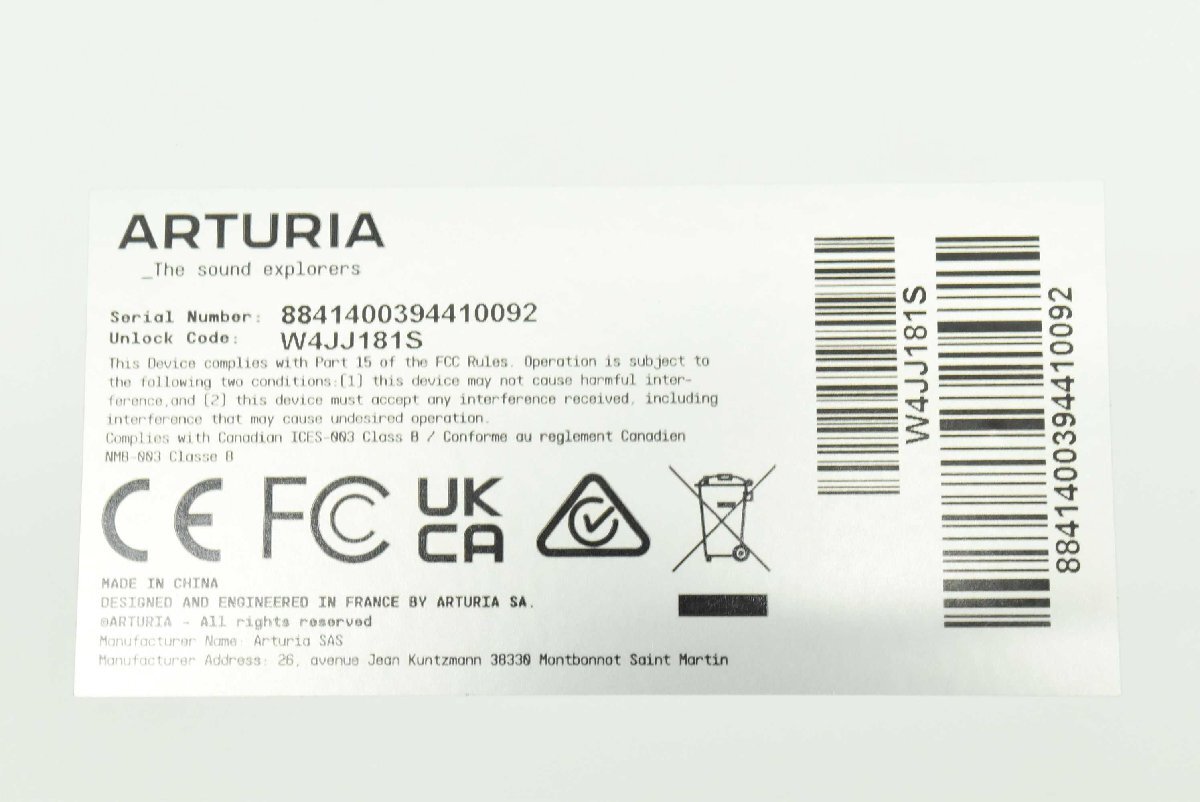 ARTURIA
_The sound explorers
Serial Number: 8841400394410092
Unlock Code: W4JJ181S
This Device complies with Part 15 of the FCC Rules. Operation is subject to
the following two conditions:(1) this device may not cause harmful inter-
ference,and (2) this device must accept any interference received, including
interference that may cause undesired operation.
Complies with Canadian ICES-003 Class B / Conforme au reglement Canadien
NMB-003 Classe B
CE FC UK
CA
MADE IN CHINA
DESIGNED AND ENGINEERED IN FRANCE BY ARTURIA SA.
©ARTURIA - All rights reserved
Manufacturer Name: Arturia SAS
Manufacturer Address: 26, avenue Jean Kuntzmann 38330 Montbonnot Saint Martin
W4JJ181S
8841400394410092